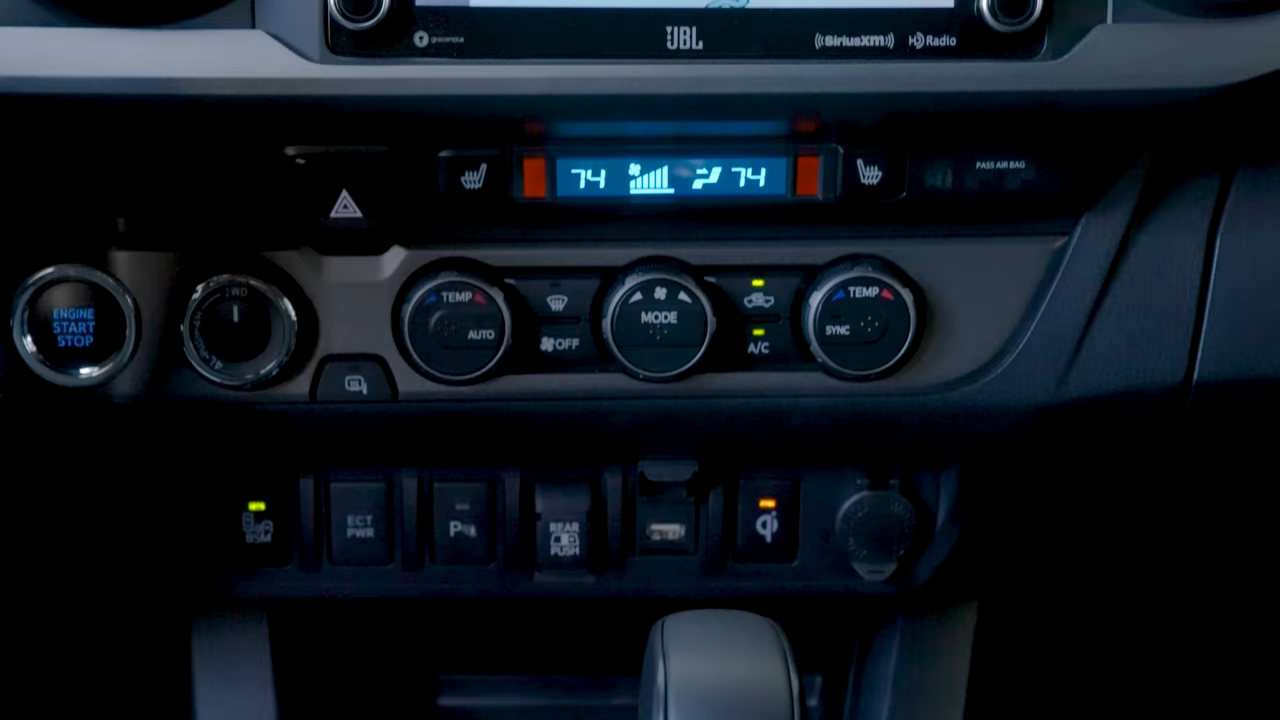 gracenote
JBL
SiriusXM
HD Radio
74
74
PASS AIR BAG
ENGINE
START
STOP
2WD
TEMP
AUTO
OFF
MODE
A/C
TEMP
SYNC
BSM
ECT
PWR
P
REAR
PUSH